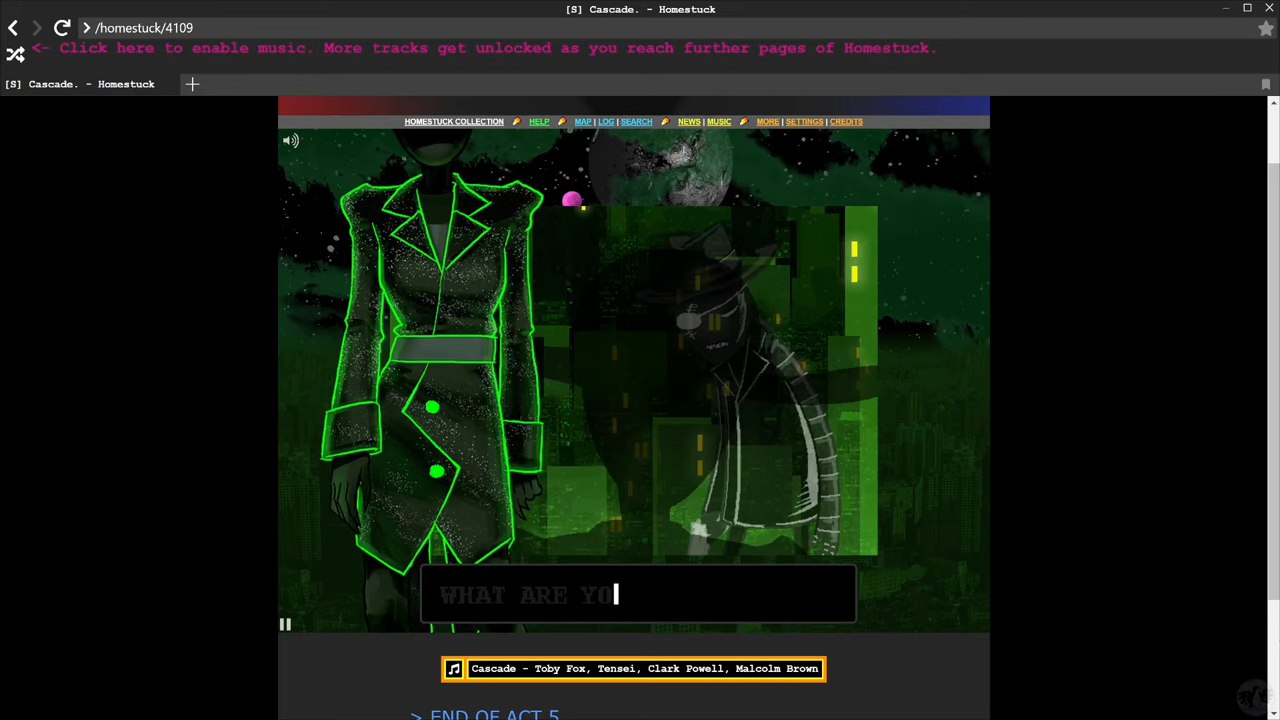 [S] Cascade. - Homestuck
/homestuck/4109
<- Click here to enable music. More tracks get unlocked as you reach further pages of Homestuck.
[S] Cascade. - Homestuck
HOMESTUCK COLLECTION HELP MAP | LOG | SEARCH NEWS | MUSIC MORE | SETTINGS | CREDITS
WHAT ARE YO
Cascade - Toby Fox, Tensei, Clark Powell, Malcolm Brown
> END OF ACT 5